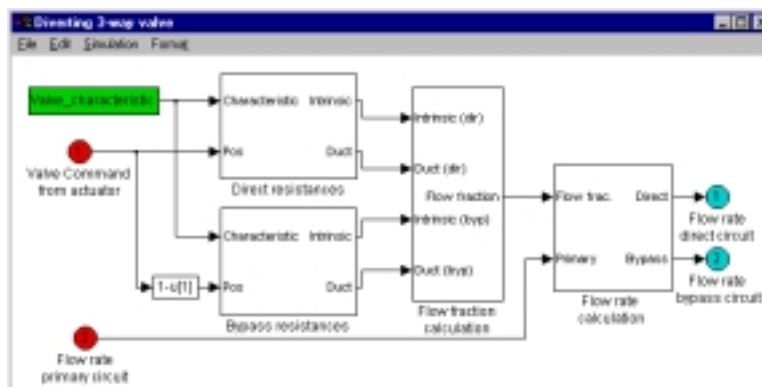 Diverting 3-way valve
File Edit Simulation Format
Valve_characteristic
Characteristic Intrinsic
Pos Duct
Direct resistances
1
Valve Command
from actuator
Characteristic Intrinsic
Pos Duct
Bypass resistances
1-u[1]
2
Flow rate
primary circuit
Intrinsic (dir)
Duct (dir)
Flow fraction
Intrinsic (byp)
Duct (byp)
Flow fraction
calculation
Flow frac. Direct
Primary Bypass
Flow rate
calculation
1
Flow rate
direct circuit
2
Flow rate
bypass circuit